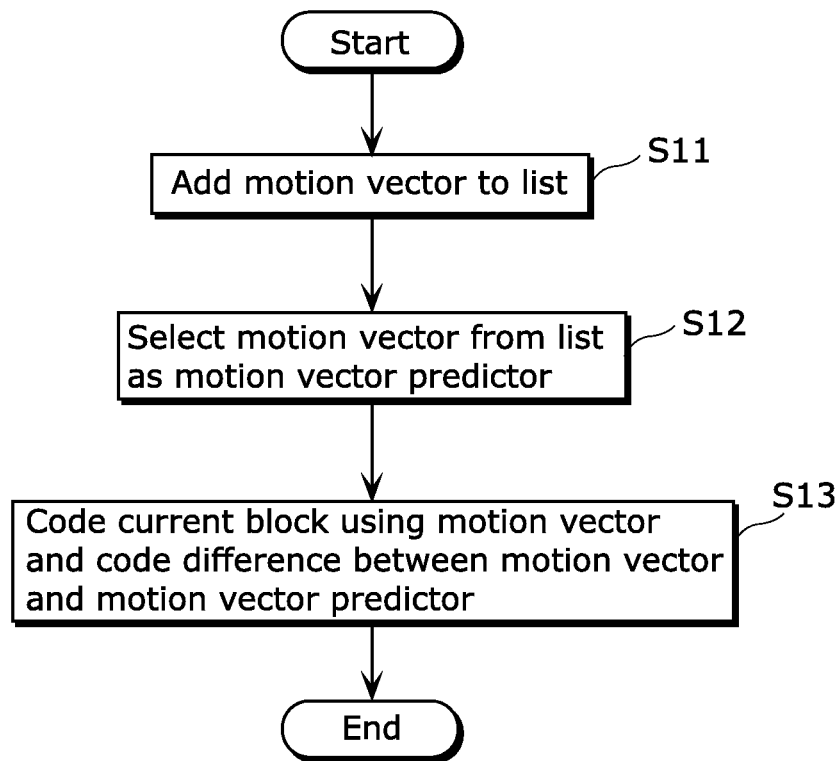 Start
Add motion vector to list
S11
Select motion vector from list
as motion vector predictor
S12
Code current block using motion vector
and code difference between motion vector
and motion vector predictor
S13
End